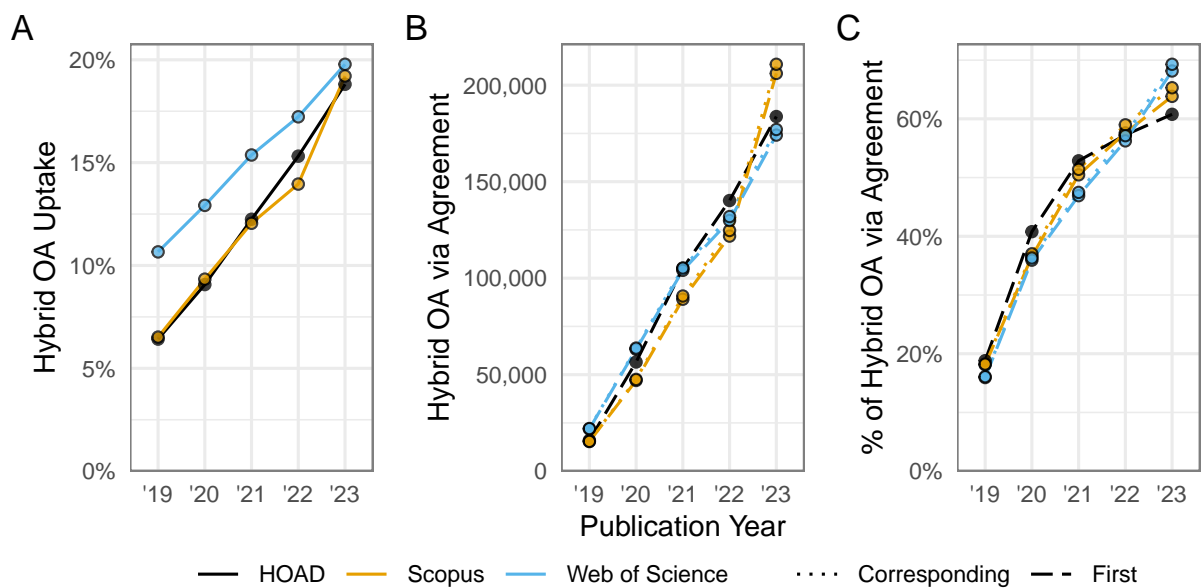 A
Hybrid OA Uptake
20%
15%
10%
5%
0%
'19 '20 '21 '22 '23
B
Hybrid OA via Agreement
200,000
150,000
100,000
50,000
0
'19 '20 '21 '22 '23
Publication Year
C
% of Hybrid OA via Agreement
60%
40%
20%
0%
'19 '20 '21 '22 '23
HOAD Scopus Web of Science Corresponding First